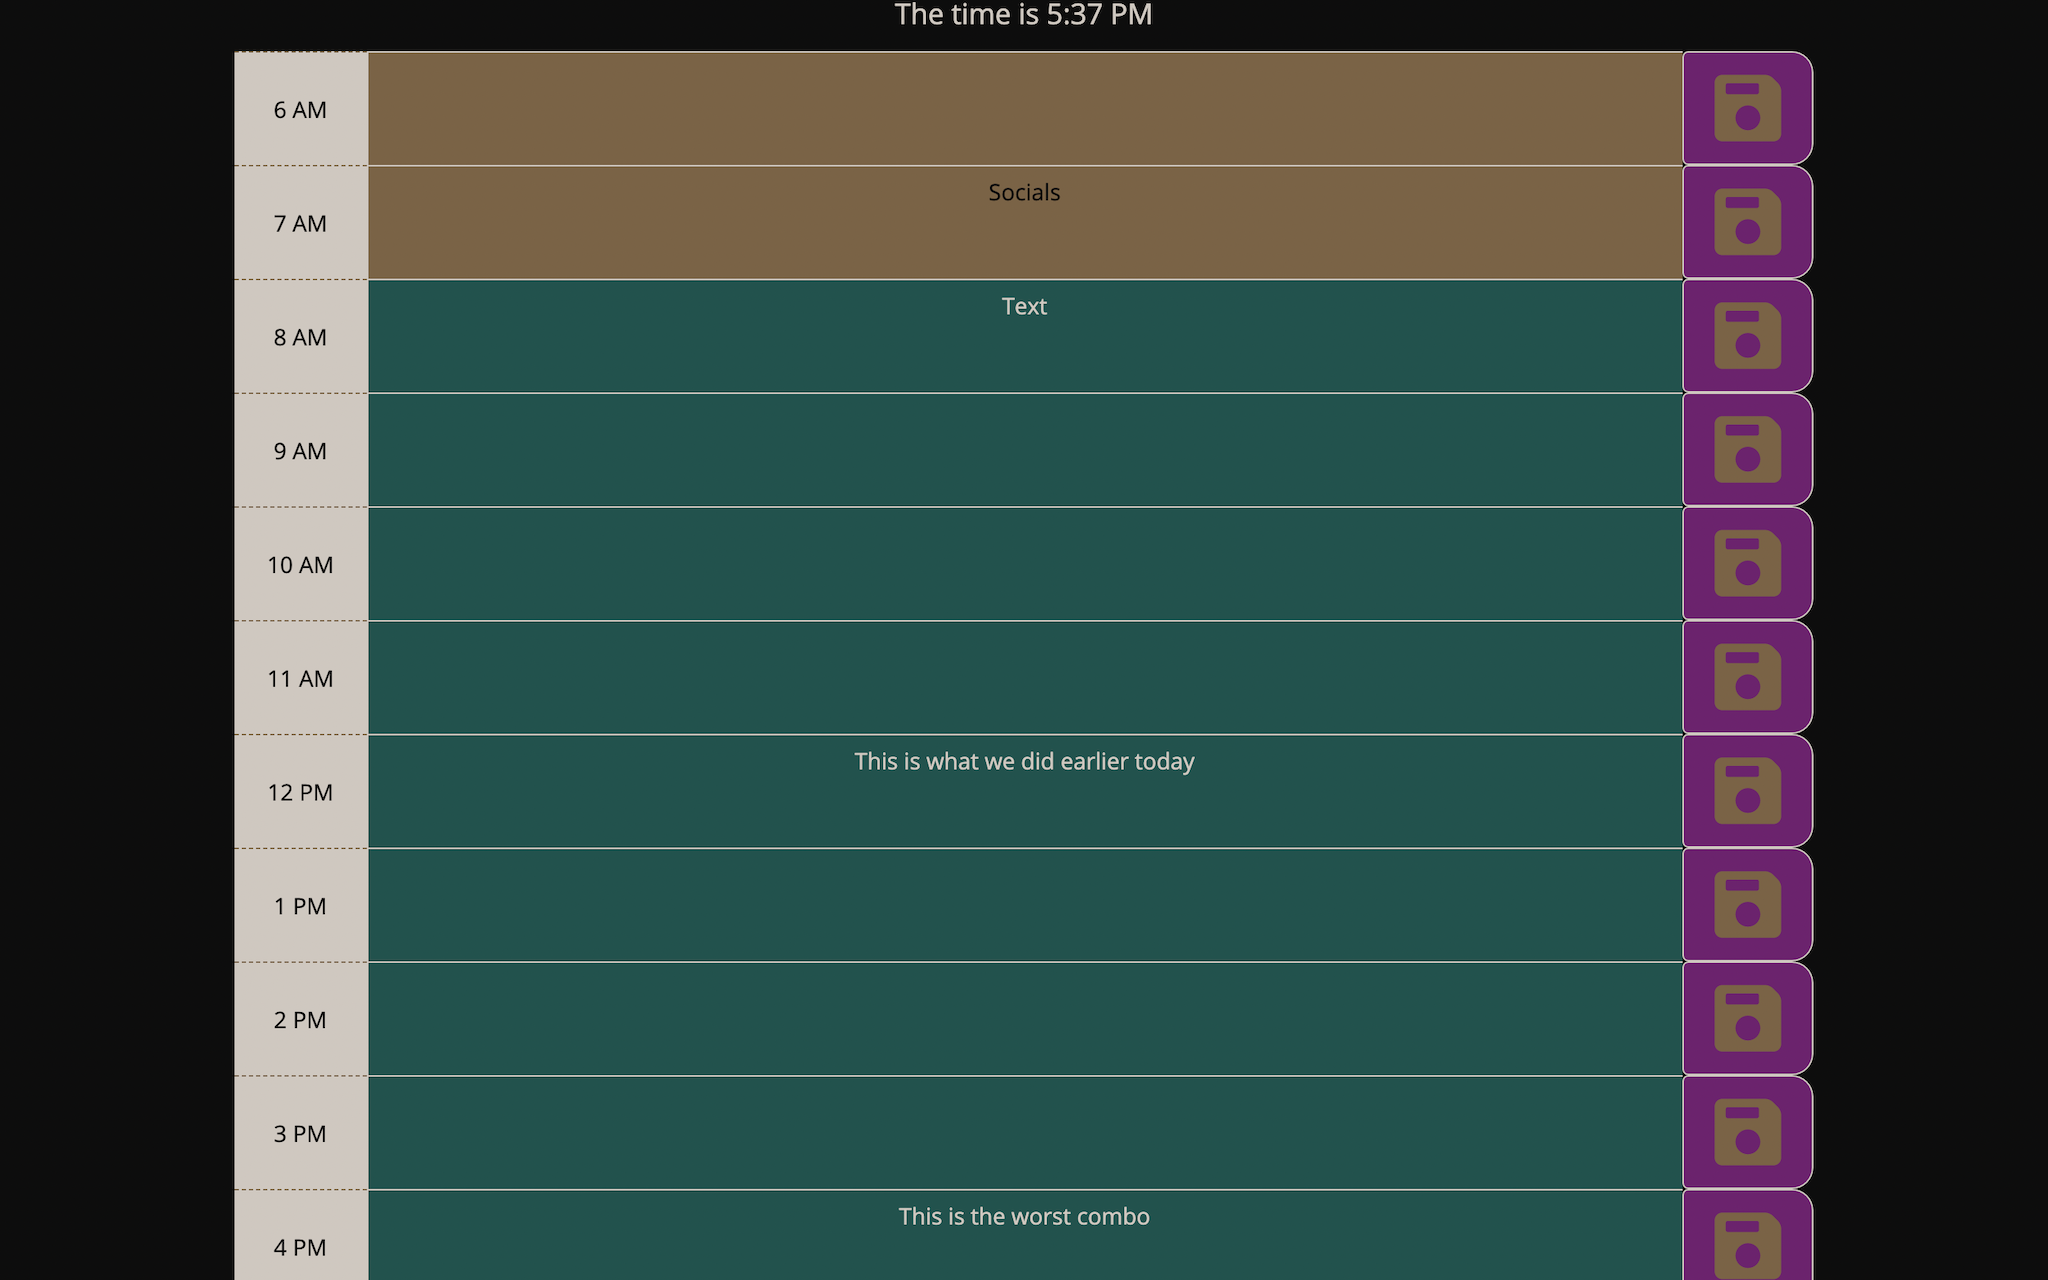 The time is 5:37 PM
6 AM
7 AM
Socials
8 AM
Text
9 AM
10 AM
11 AM
12 PM
This is what we did earlier today
1 PM
2 PM
3 PM
4 PM
This is the worst combo